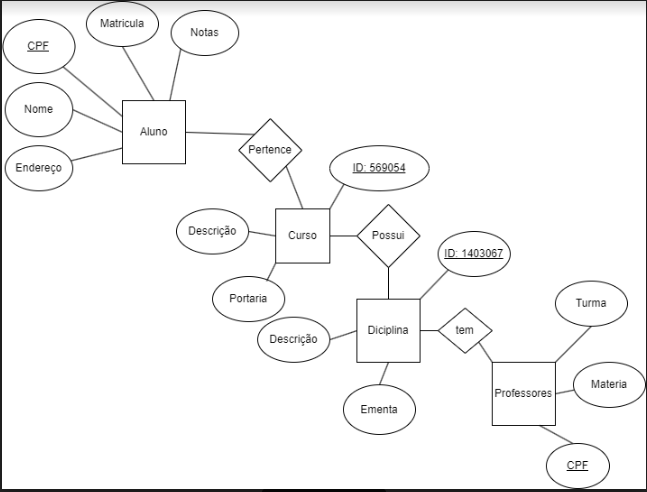 Matricula
Notas
CPF
Nome
Aluno
Endereço
Pertence
ID: 569054
Descrição
Curso
Possui
ID: 1403067
Portaria
Turma
Descrição
Diciplina
tem
Professores
Materia
Ementa
CPF